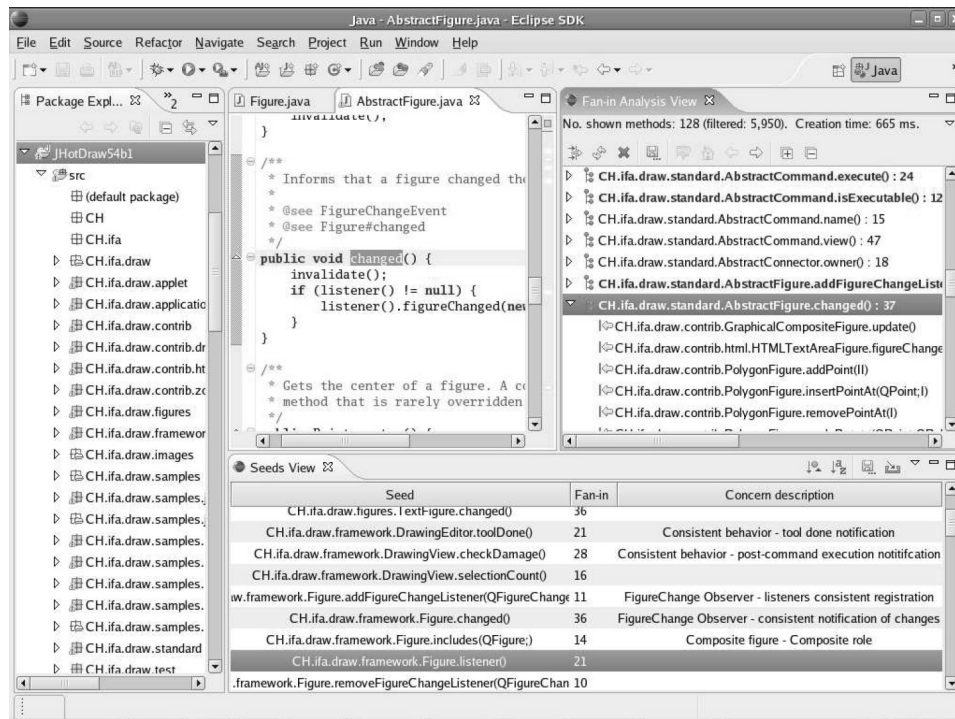 Java - AbstractFigure.java - Eclipse SDK
File Edit Source Refactor Navigate Search Project Run Window Help
Java
Package Expl...
2
JHotDraw54b1
src
(default package)
CH
CH.ifa
CH.ifa.draw
CH.ifa.draw.applet
CH.ifa.draw.applicatio
CH.ifa.draw.contrib
CH.ifa.draw.contrib.dr
CH.ifa.draw.contrib.ht
CH.ifa.draw.contrib.zo
CH.ifa.draw.figures
CH.ifa.draw.framewor
CH.ifa.draw.images
CH.ifa.draw.samples
CH.ifa.draw.samples.j
CH.ifa.draw.samples.j
CH.ifa.draw.samples.
CH.ifa.draw.samples.
CH.ifa.draw.samples.
CH.ifa.draw.samples.
CH.ifa.draw.standard
CH.ifa.draw.test
Figure.java
AbstractFigure.java
invalidate();
}
/**
* Informs that a figure changed the
*
* @see FigureChangeEvent
* @see Figure#changed
*/
public void changed() {
invalidate();
if (listener() != null) {
listener().figureChanged(new
}
}
/**
* Gets the center of a figure. A co
* method that is rarely overridden
*/
Fan-in Analysis View
No. shown methods: 128 (filtered: 5,950). Creation time: 665 ms.
CH.ifa.draw.standard.AbstractCommand.execute() : 24
CH.ifa.draw.standard.AbstractCommand.isExecutable() : 12
CH.ifa.draw.standard.AbstractCommand.name() : 15
CH.ifa.draw.standard.AbstractCommand.view() : 47
CH.ifa.draw.standard.AbstractConnector.owner() : 18
CH.ifa.draw.standard.AbstractFigure.addFigureChangeListe
CH.ifa.draw.standard.AbstractFigure.changed() : 37
CH.ifa.draw.contrib.GraphicalCompositeFigure.update()
CH.ifa.draw.contrib.html.HTMLTextAreaFigure.figureChange
CH.ifa.draw.contrib.PolygonFigure.addPoint(II)
CH.ifa.draw.contrib.PolygonFigure.insertPointAt(QPoint;I)
CH.ifa.draw.contrib.PolygonFigure.removePointAt(I)
Seeds View
Seed Fan-in Concern description
CH.ifa.draw.figures.TextFigure.changed() 36
CH.ifa.draw.framework.DrawingEditor.toolDone() 21 Consistent behavior - tool done notification
CH.ifa.draw.framework.DrawingView.checkDamage() 28 Consistent behavior - post-command execution notitifcation
CH.ifa.draw.framework.DrawingView.selectionCount() 16
aw.framework.Figure.addFigureChangeListener(QFigureChange 11 FigureChange Observer - listeners consistent registration
CH.ifa.draw.framework.Figure.changed() 36 FigureChange Observer - consistent notification of changes
CH.ifa.draw.framework.Figure.includes(QFigure;) 14 Composite figure - Composite role
CH.ifa.draw.framework.Figure.listener() 21
.framework.Figure.removeFigureChangeListener(QFigureChan 10